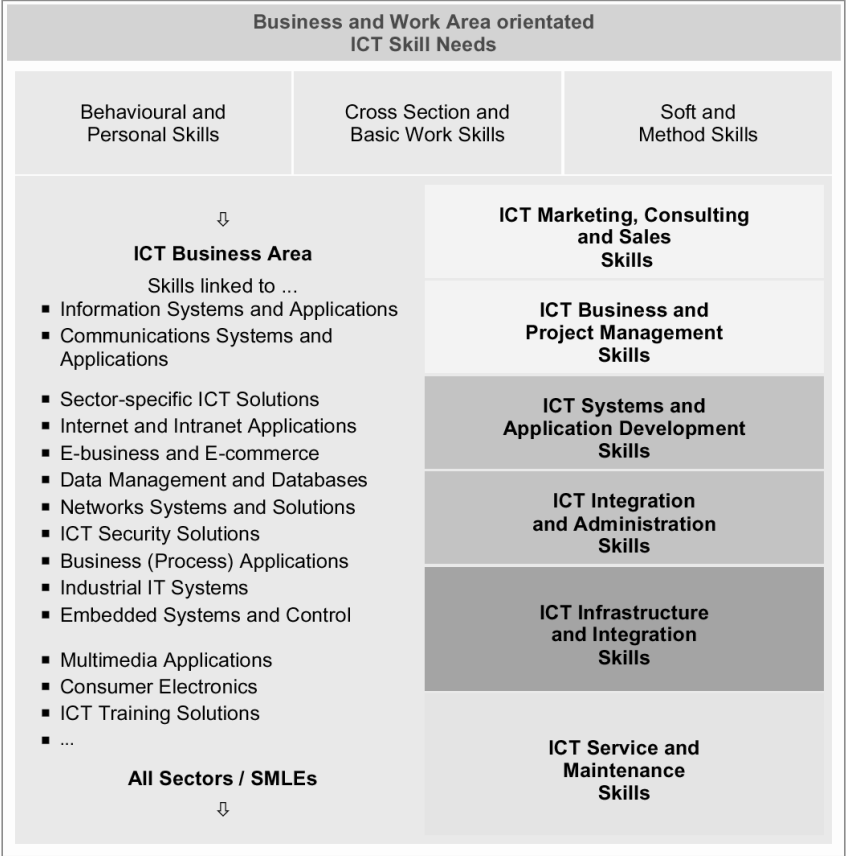 Business and Work Area orientated
ICT Skill Needs
Behavioural and
Personal Skills
Cross Section and
Basic Work Skills
Soft and
Method Skills
⇩
ICT Business Area
Skills linked to ...
▪ Information Systems and Applications
▪ Communications Systems and
Applications
▪ Sector-specific ICT Solutions
▪ Internet and Intranet Applications
▪ E-business and E-commerce
▪ Data Management and Databases
▪ Networks Systems and Solutions
▪ ICT Security Solutions
▪ Business (Process) Applications
▪ Industrial IT Systems
▪ Embedded Systems and Control
▪ Multimedia Applications
▪ Consumer Electronics
▪ ICT Training Solutions
▪ ...
All Sectors / SMLEs
⇩
ICT Marketing, Consulting
and Sales
Skills
ICT Business and
Project Management
Skills
ICT Systems and
Application Development
Skills
ICT Integration
and Administration
Skills
ICT Infrastructure
and Integration
Skills
ICT Service and
Maintenance
Skills